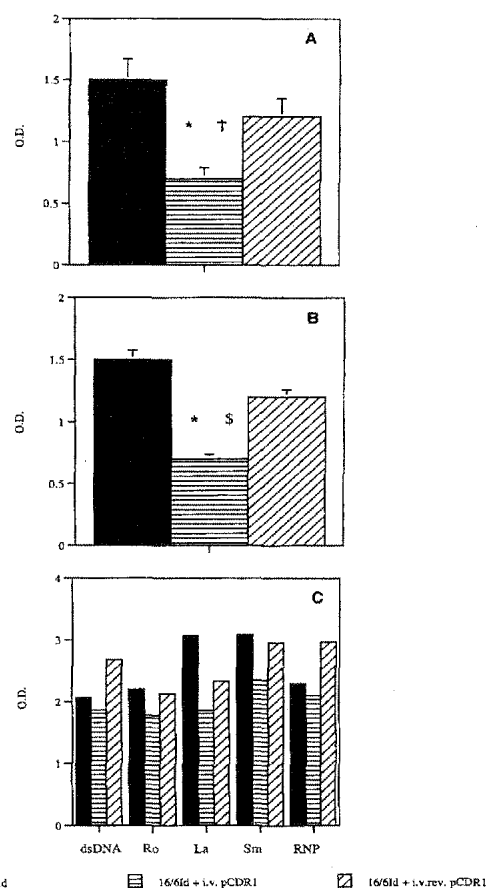 A
2
1.5
1
0.5
0
O.D.
* †
B
2
1.5
1
0.5
0
O.D.
* $
C
4
3
2
1
0
O.D.
dsDNA Ro La Sm RNP
d 16/6Id + i.v. pCDR1 16/6Id + i.v.rev. pCDR1